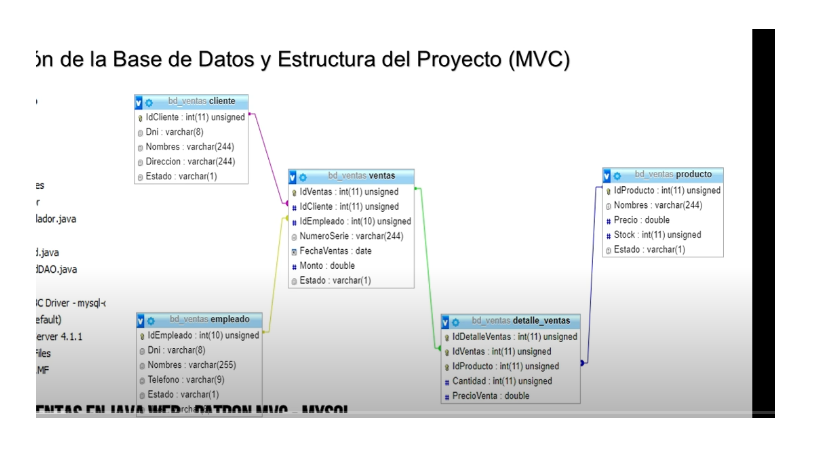 ón de la Base de Datos y Estructura del Proyecto (MVC)
es
r
lador.java
d.java
dDAO.java
C Driver - mysql-c
efault)
erver 4.1.1
Files
MF
bd_ventas cliente
IdCliente : int(11) unsigned
Dni : varchar(8)
Nombres : varchar(244)
Direccion : varchar(244)
Estado : varchar(1)
bd_ventas ventas
IdVentas : int(11) unsigned
IdCliente : int(11) unsigned
IdEmpleado : int(10) unsigned
NumeroSerie : varchar(244)
FechaVentas : date
Monto : double
Estado : varchar(1)
bd_ventas producto
IdProducto : int(11) unsigned
Nombres : varchar(244)
Precio : double
Stock : int(11) unsigned
Estado : varchar(1)
bd_ventas empleado
IdEmpleado : int(10) unsigned
Dni : varchar(8)
Nombres : varchar(255)
Telefono : varchar(9)
Estado : varchar(1)
bd_ventas detalle_ventas
IdDetalleVentas : int(11) unsigned
IdVentas : int(11) unsigned
IdProducto : int(11) unsigned
Cantidad : int(11) unsigned
PrecioVenta : double
ENTAS EN JAVA WEB - PATRON MVC - MYSQL